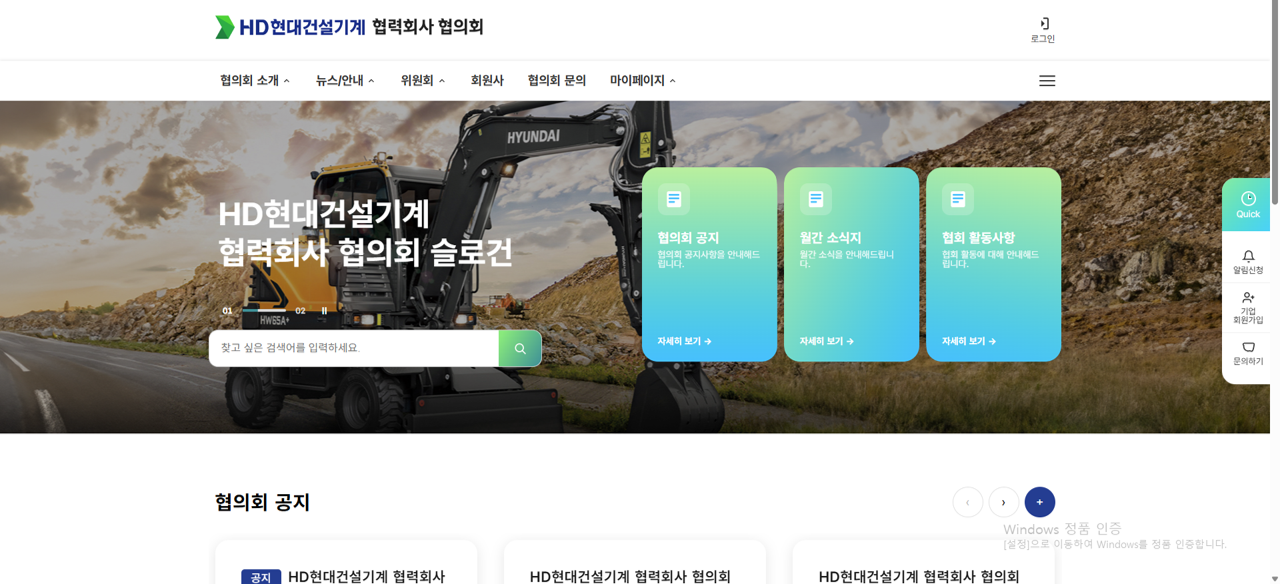 HD현대건설기계 협력회사 협의회
로그인
협의회 소개
뉴스/안내
위원회
회원사
협의회 문의
마이페이지
HYUNDAI
HD현대건설기계
협력회사 협의회 슬로건
01
02
HW65A+
찾고 싶은 검색어를 입력하세요.
협의회 공지
협의회 공지사항을 안내해드
립니다.
자세히 보기 →
월간 소식지
월간 소식을 안내해드립니
다.
자세히 보기 →
협회 활동사항
협회 활동에 대해 안내해드
립니다.
자세히 보기 →
Quick
알림신청
기업
회원가입
문의하기
협의회 공지
‹
›
+
Windows 정품 인증
[설정]으로 이동하여 Windows를 정품 인증합니다.
공지 HD현대건설기계 협력회사
HD현대건설기계 협력회사 협의회
HD현대건설기계 협력회사 협의회